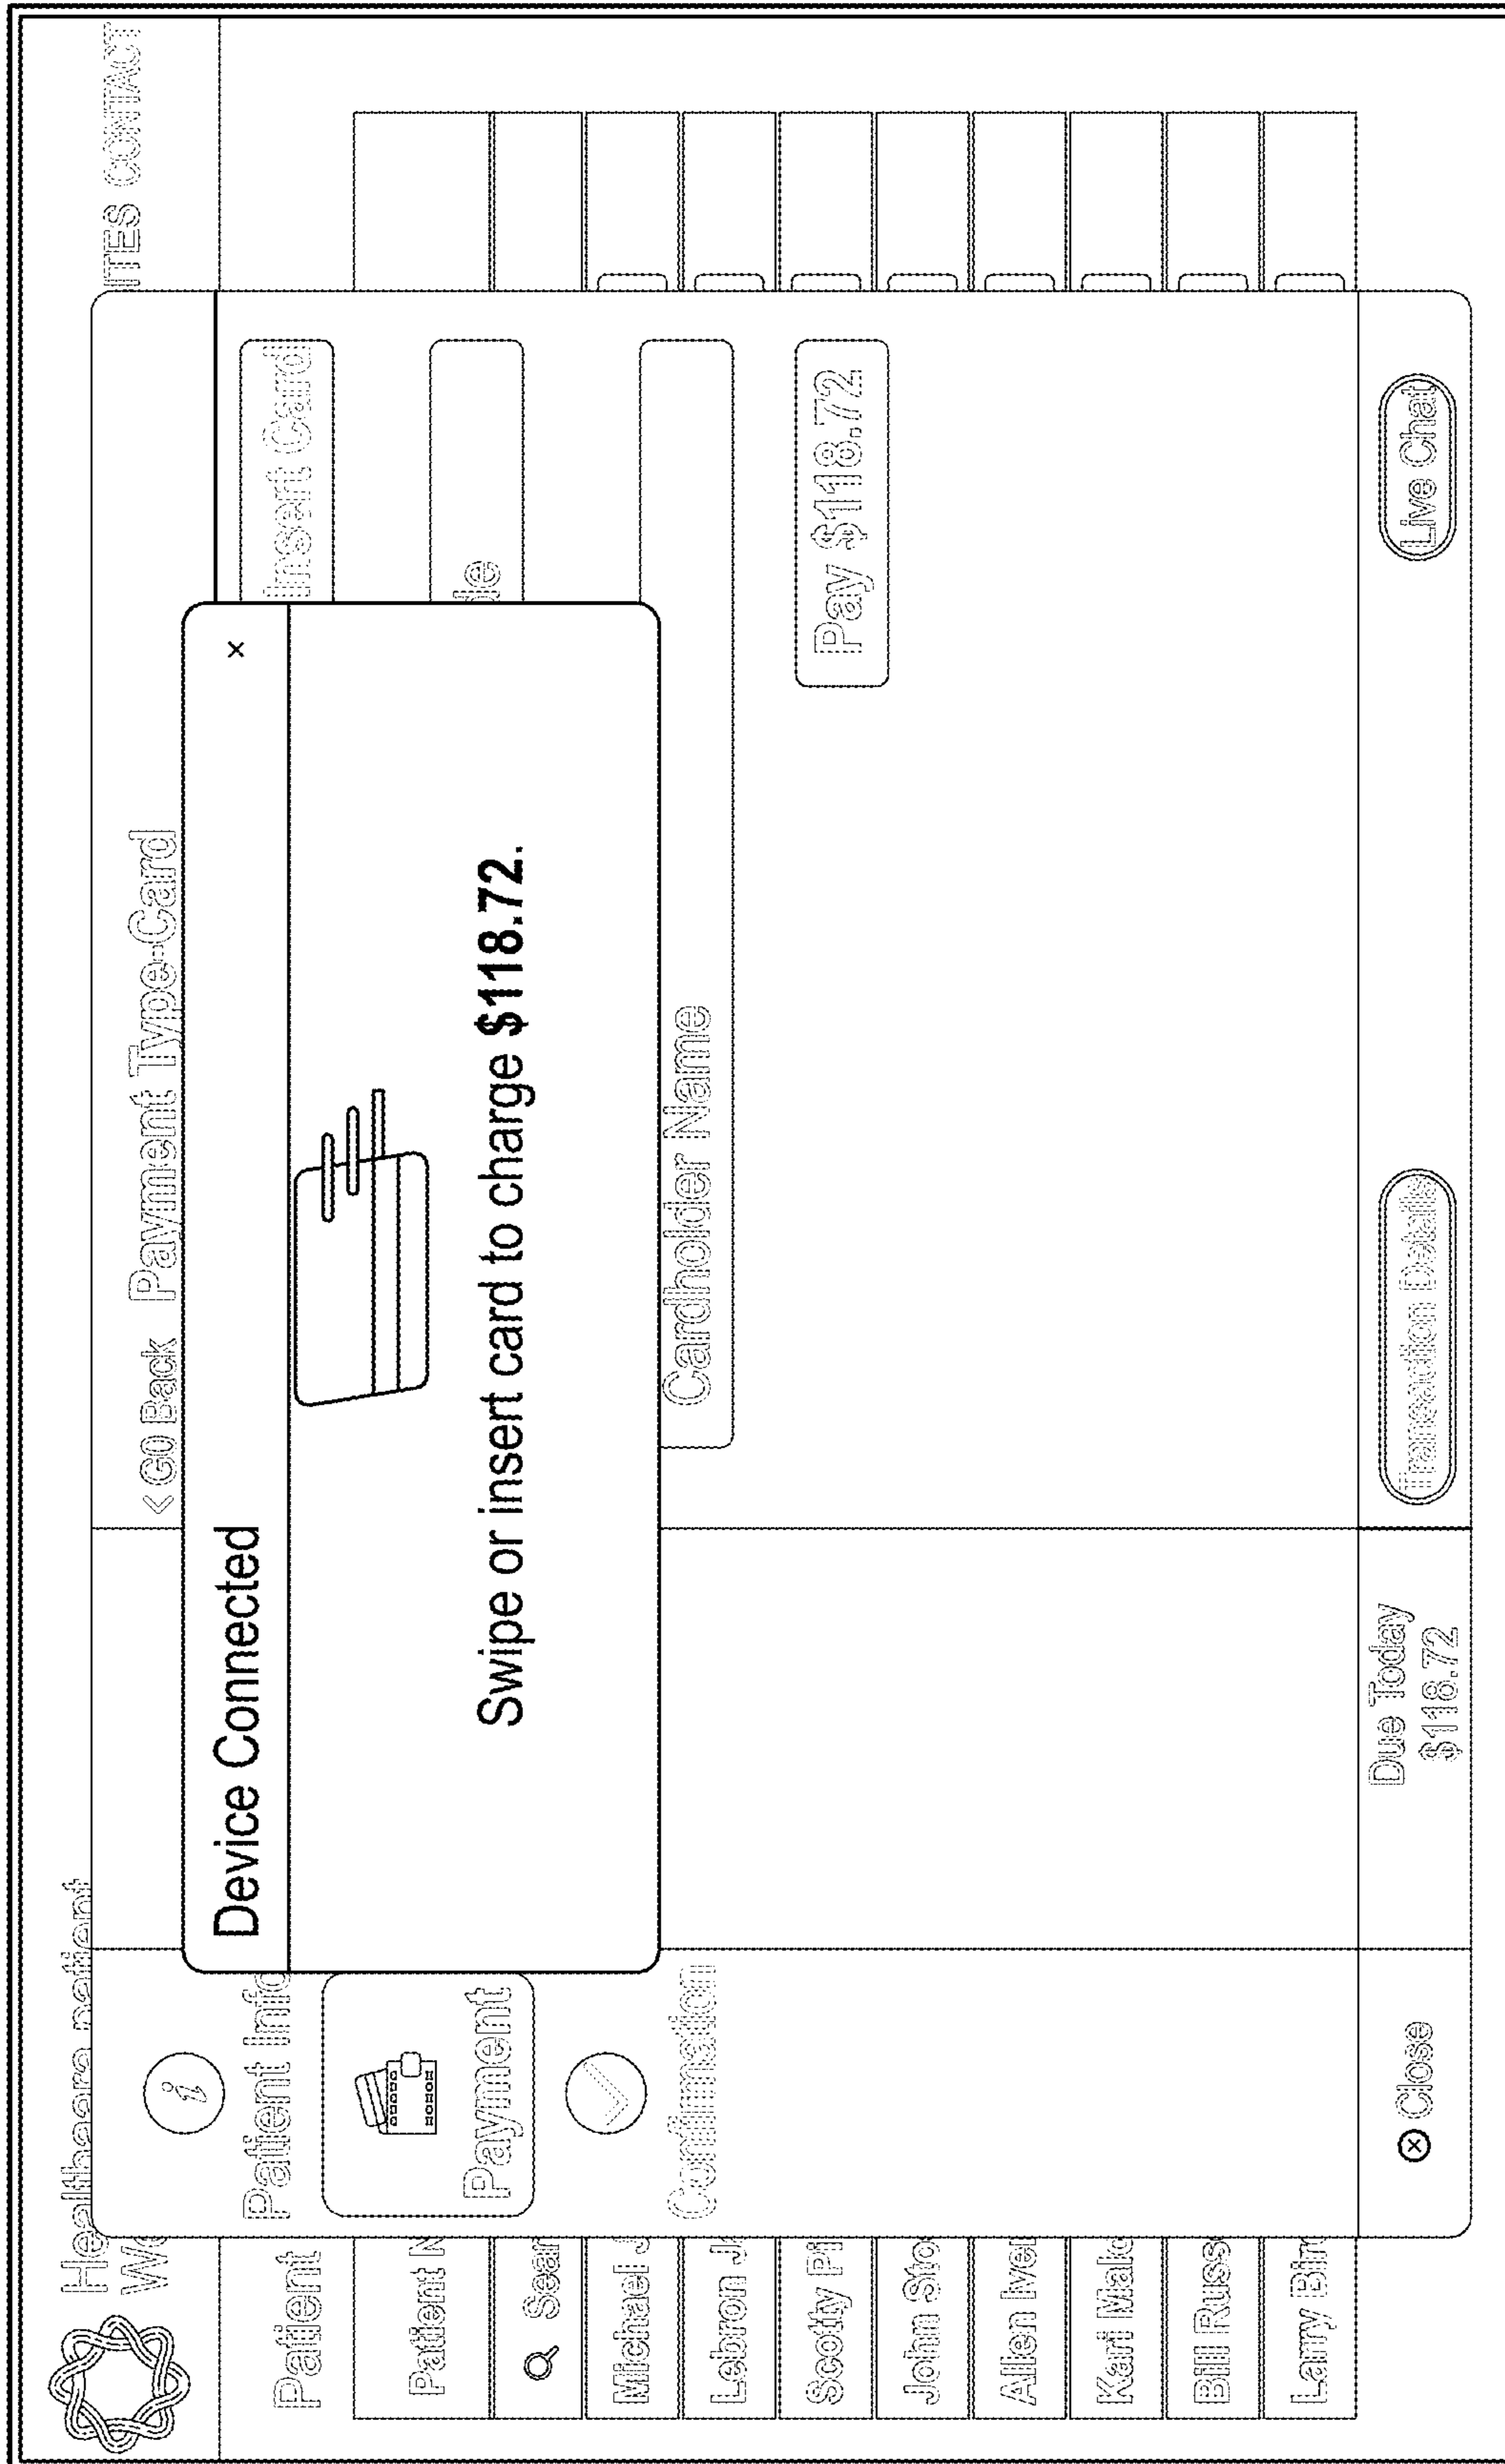 Healthcare patient
ITES CONTACT
Patient
Patient N
Sear
Michael J
Lebron J
Scotty Pi
John Sto
Allen Iver
Karl Malo
Bill Russ
Larry Bir
Patient Info
Payment
Confirmation
< GO Back Payment Type-Card
Insert Card
de
Cardholder Name
Pay $118.72
Device Connected ×
Swipe or insert card to charge $118.72.
Close
Due Today
$118.72
Transaction Details
Live Chat